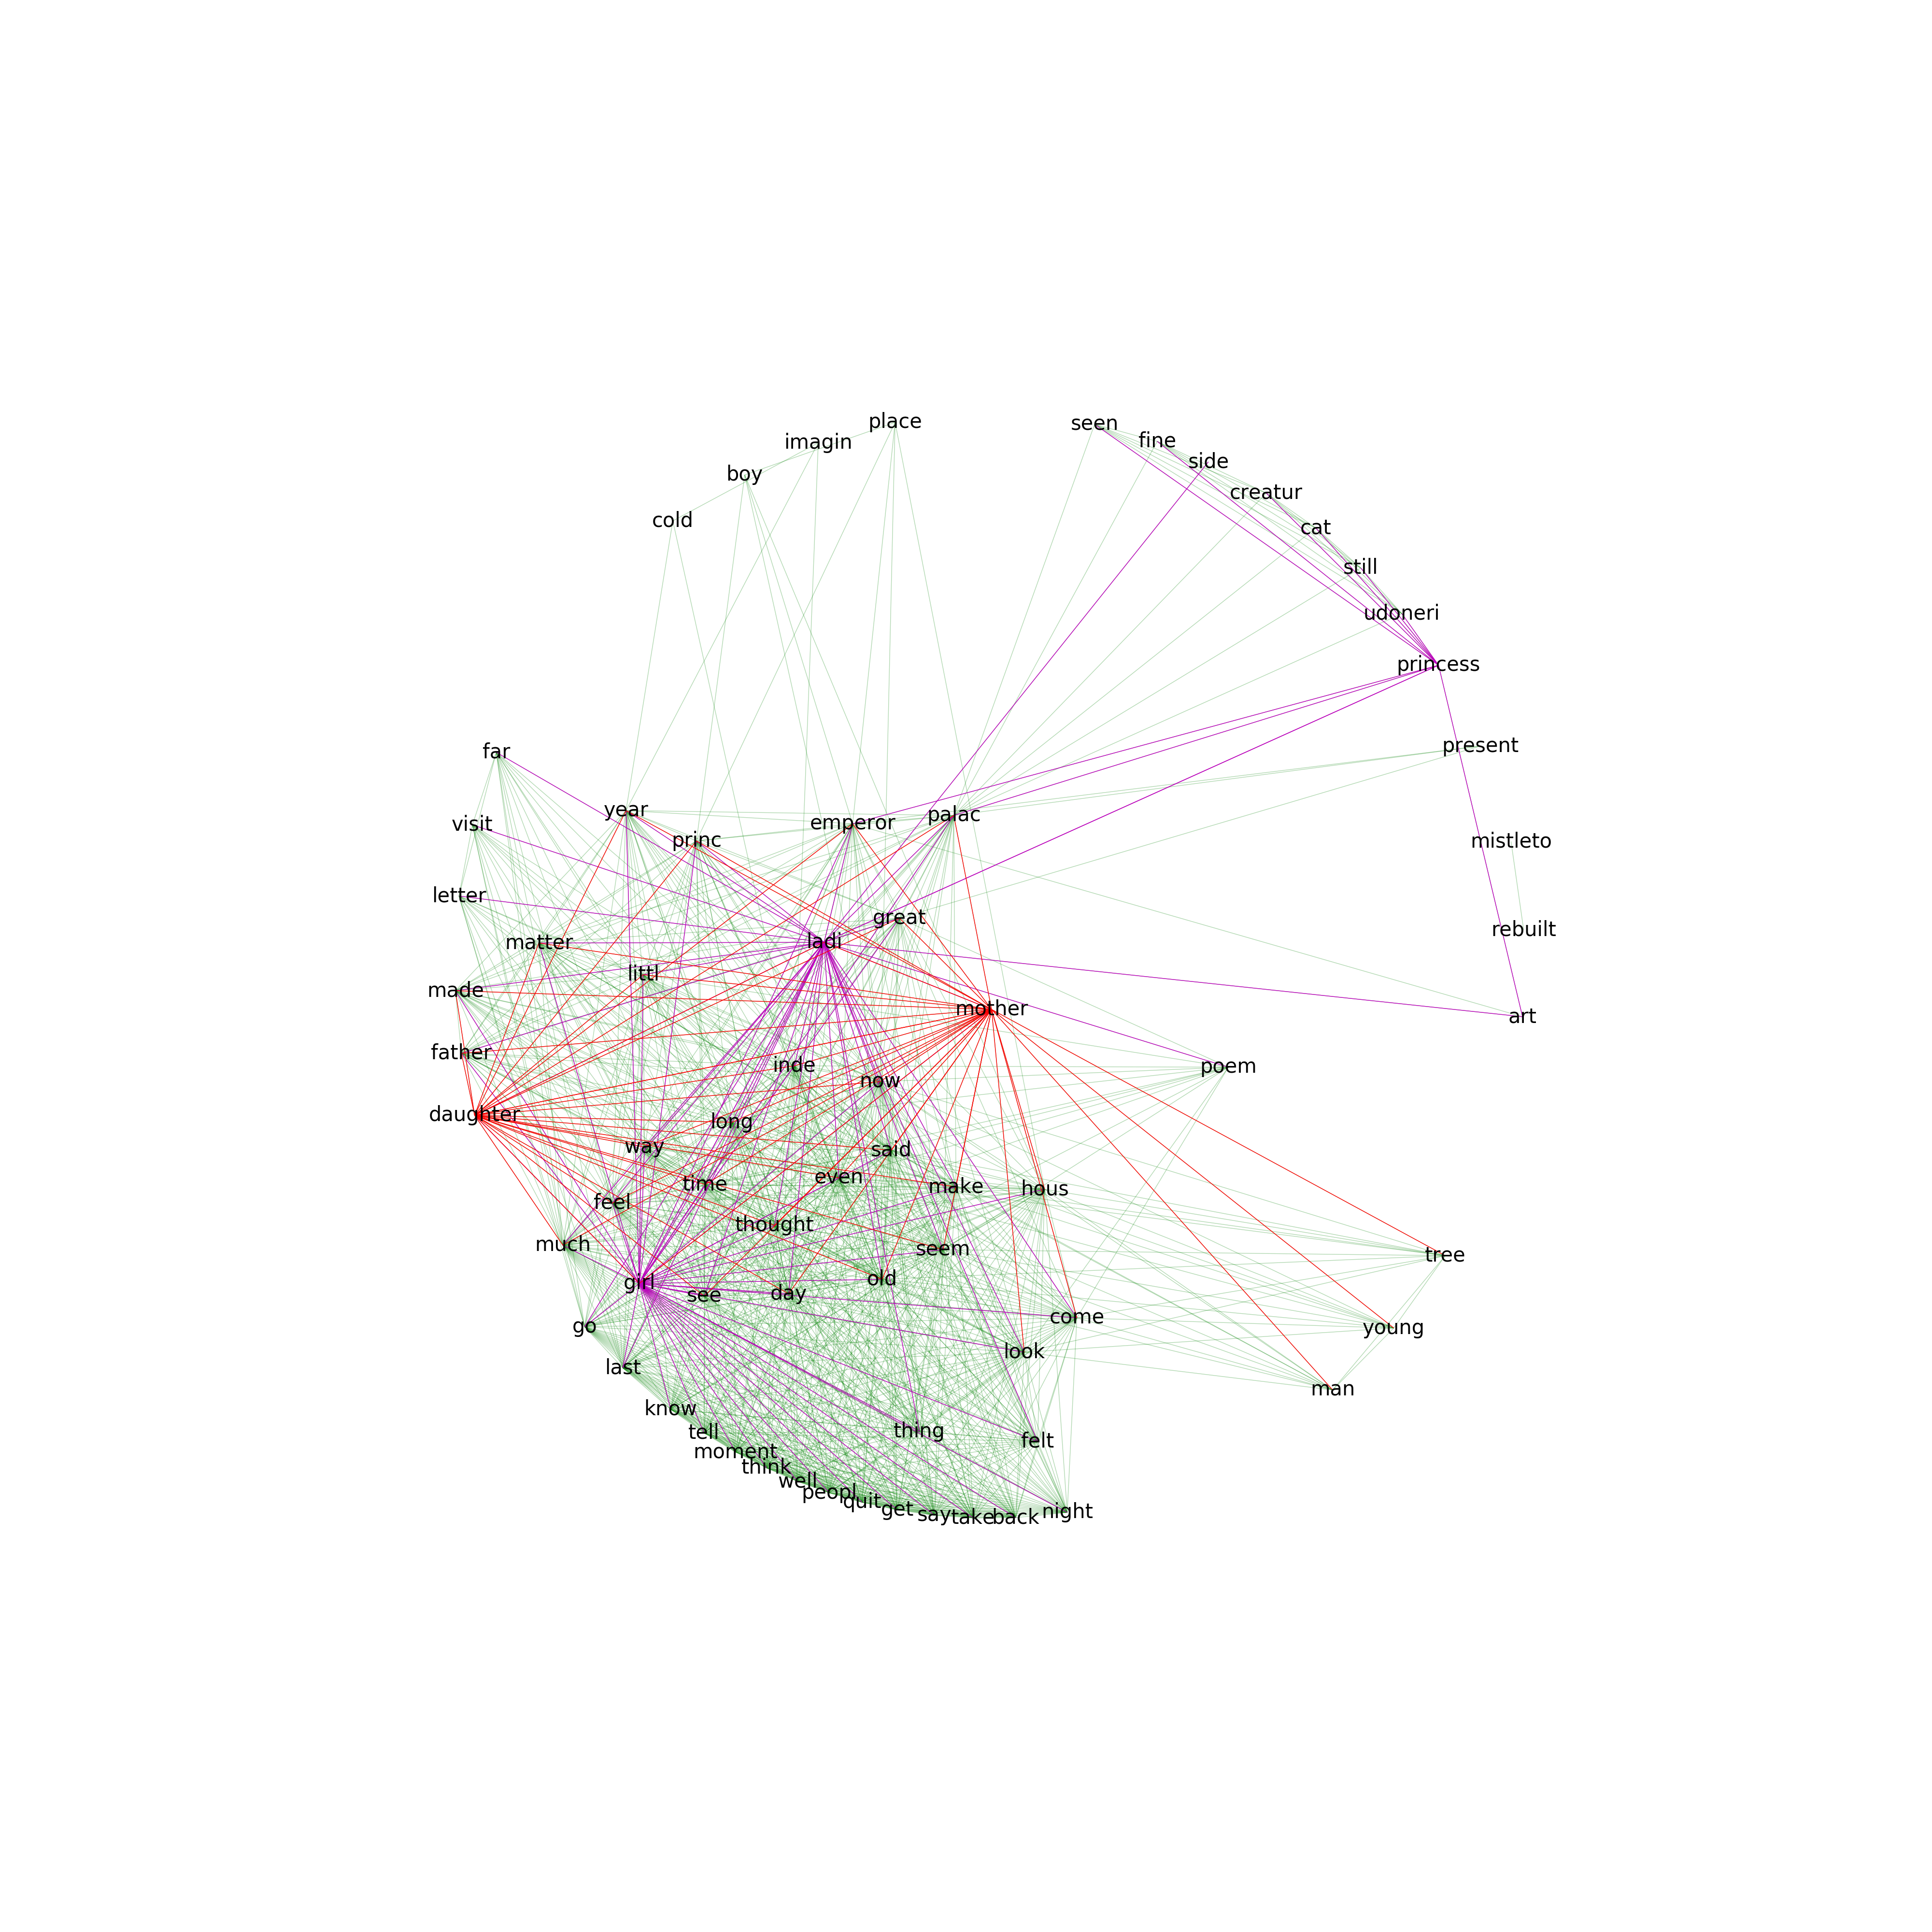 place
seen
imagin
fine
side
boy
creatur
cold
cat
still
udoneri
princess
present
far
year
visit
emperor
palac
princ
mistleto
letter
great
rebuilt
matter
ladi
littl
made
mother
art
father
inde
poem
now
daughter
long
way
said
time
even
make
hous
feel
thought
much
seem
tree
girl
old
see
day
come
go
young
look
last
man
know
tell
thing
felt
moment
think
well
peopl
quit
get
say
take
back
night